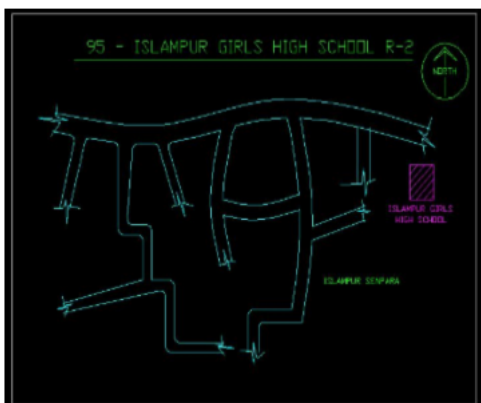 95 - ISLAMPUR GIRLS HIGH SCHOOL R-2
NORTH
ISLAMPUR GIRLS
HIGH SCHOOL
ISLAMPUR SENPARA